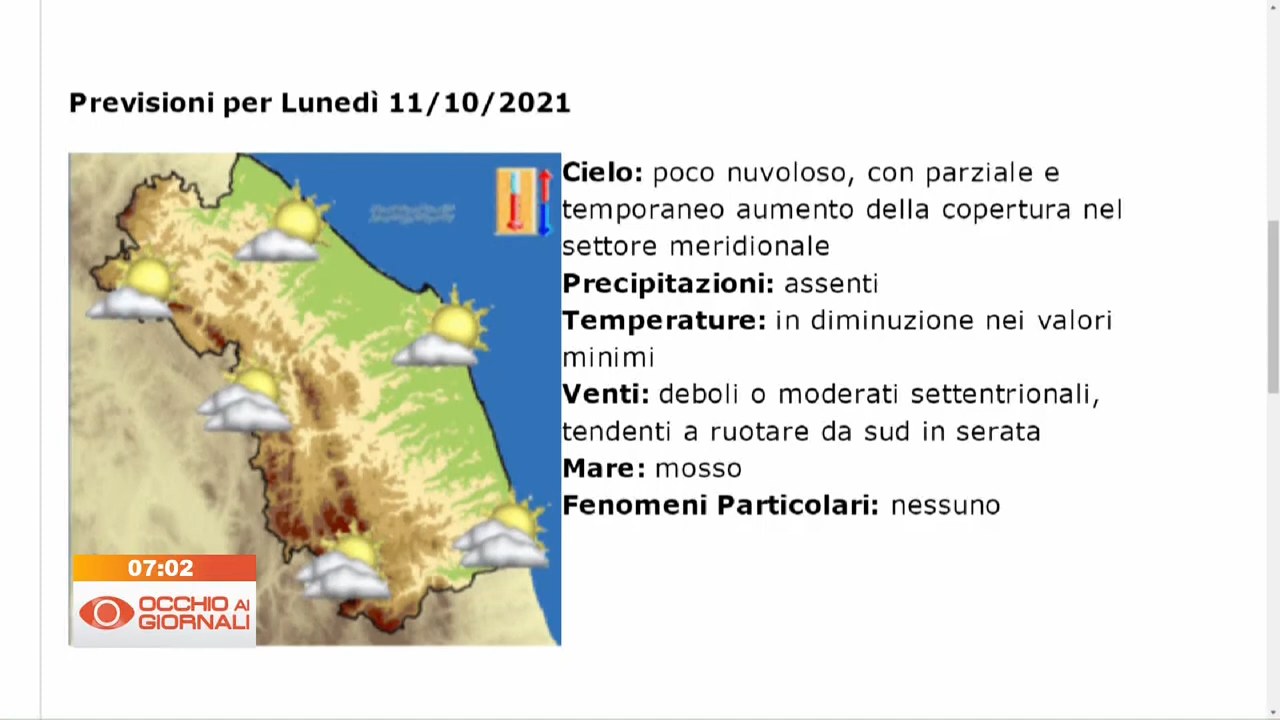 Previsioni per Lunedì 11/10/2021
Cielo: poco nuvoloso, con parziale e
temporaneo aumento della copertura nel
settore meridionale
Precipitazioni: assenti
Temperature: in diminuzione nei valori
minimi
Venti: deboli o moderati settentrionali,
tendenti a ruotare da sud in serata
Mare: mosso
Fenomeni Particolari: nessuno
07:02
OCCHIO AI
GIORNALI